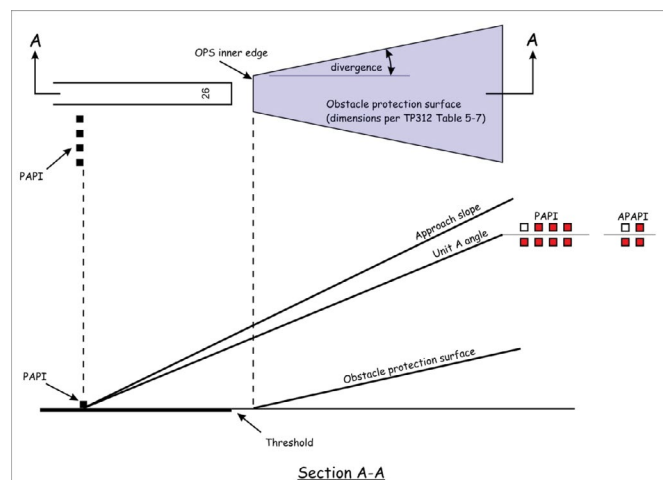 A
A
OPS inner edge
divergence
26
Obstacle protection surface
(dimensions per TP312 Table 5-7)
PAPI
Approach slope
Unit A angle
PAPI
APAPI
Obstacle protection surface
PAPI
Threshold
Section A-A